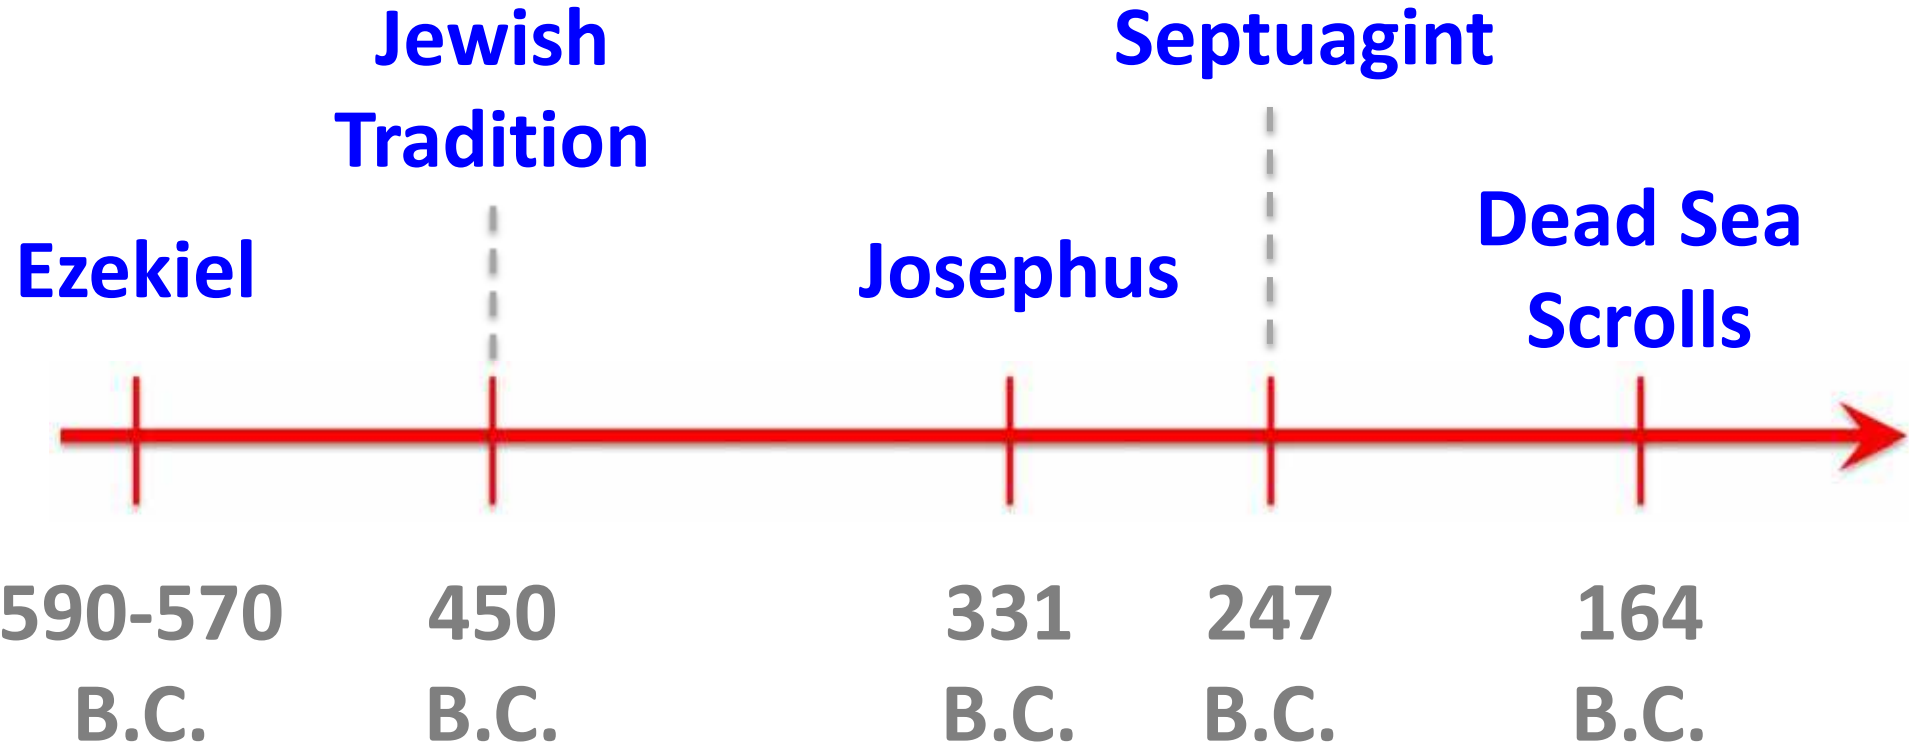 Jewish
Tradition
Septuagint
Ezekiel
Josephus
Dead Sea
Scrolls
590-570
B.C.
450
B.C.
331
B.C.
247
B.C.
164
B.C.